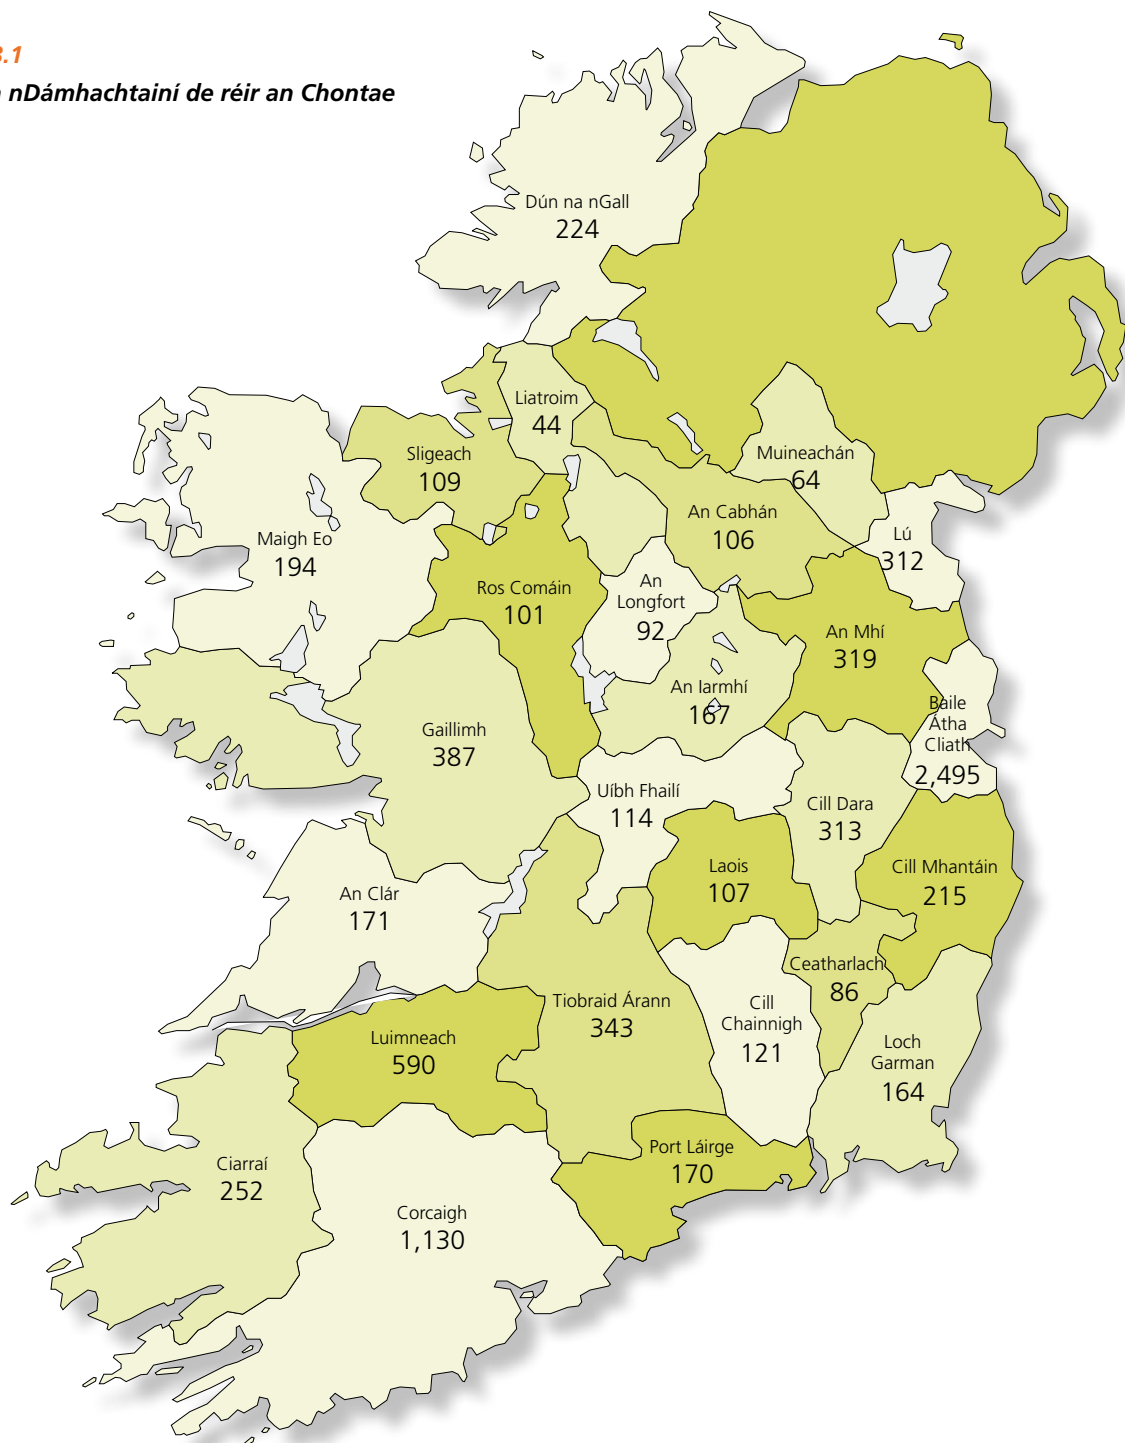 3.1
nDámhachtainí de réir an Chontae
Dún na nGall
224
Liatroim
44
Sligeach
109
Muineachán
64
An Cabhán
106
Lú
312
Maigh Eo
194
Ros Comáin
101
An
Longfort
92
An Mhí
319
An Iarmhí
167
Baile
Átha
Cliath
2,495
Gaillimh
387
Uíbh Fhailí
114
Cill Dara
313
Laois
107
Cill Mhantáin
215
An Clár
171
Ceatharlach
86
Tiobraid Árann
343
Cill
Chainnigh
121
Luimneach
590
Loch
Garman
164
Port Láirge
170
Ciarraí
252
Corcaigh
1,130